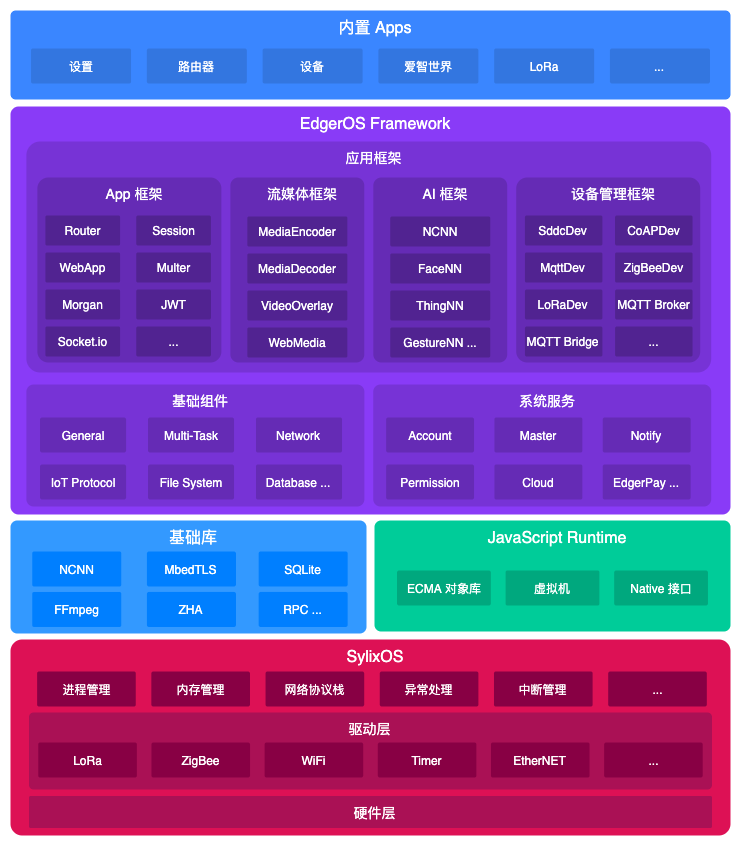 内置 Apps
设置 路由器 设备 爱智世界 LoRa ...
EdgerOS Framework
应用框架
App 框架 流媒体框架 AI 框架 设备管理框架
Router Session MediaEncoder NCNN SddcDev CoAPDev
WebApp Multer MediaDecoder FaceNN MqttDev ZigBeeDev
Morgan JWT VideoOverlay ThingNN LoRaDev MQTT Broker
Socket.io ... WebMedia GestureNN ... MQTT Bridge ...
基础组件 系统服务
General Multi-Task Network Account Master Notify
IoT Protocol File System Database ... Permission Cloud EdgerPay ...
基础库 JavaScript Runtime
NCNN MbedTLS SQLite
ECMA 对象库 虚拟机 Native 接口
FFmpeg ZHA RPC ...
SylixOS
进程管理 内存管理 网络协议栈 异常处理 中断管理 ...
驱动层
LoRa ZigBee WiFi Timer EtherNET ...
硬件层